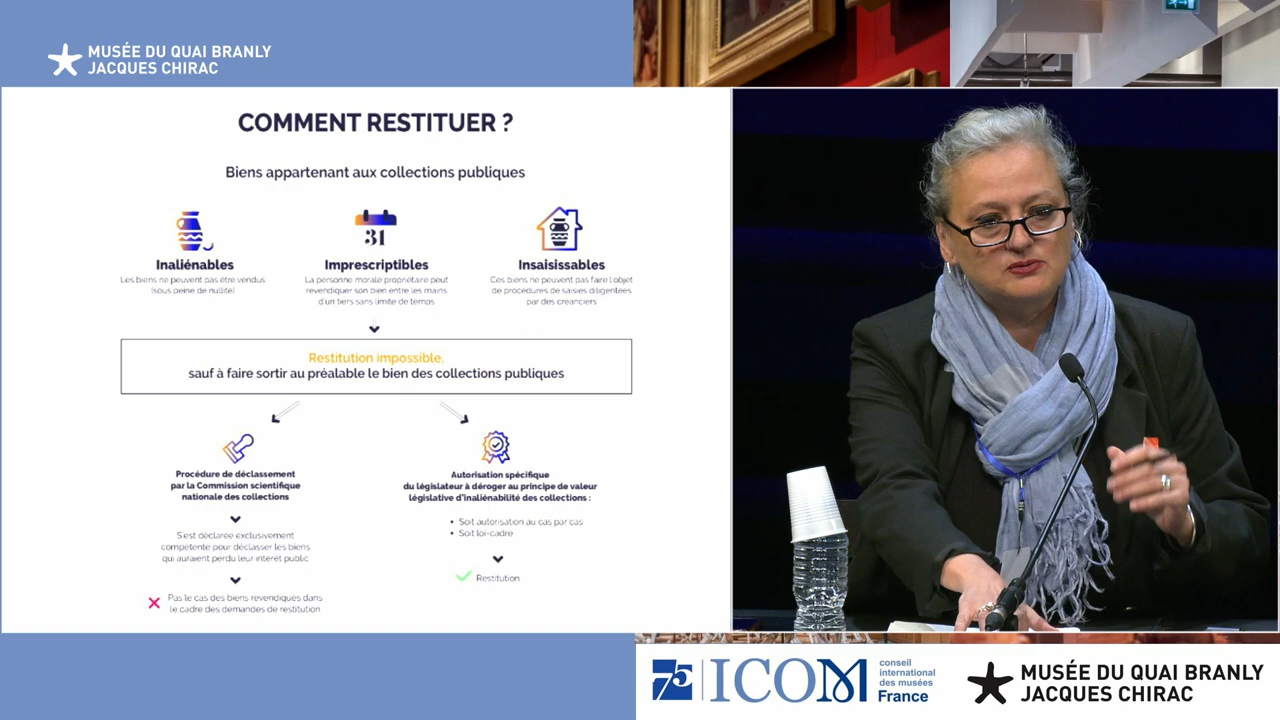 MUSÉE DU QUAI BRANLY
JACQUES CHIRAC
COMMENT RESTITUER ?
Biens appartenant aux collections publiques
Inaliénables
Les biens ne peuvent pas être vendus
(sous peine de nullité)
31
Imprescriptibles
La personne morale propriétaire peut
revendiquer son bien entre les mains
d'un tiers sans limite de temps
Insaisissables
Ces biens ne peuvent pas faire l'objet
de procédures de saisies diligentées
par des créanciers
Restitution impossible,
sauf à faire sortir au préalable le bien des collections publiques
Procédure de déclassement
par la Commission scientifique
nationale des collections
S'est déclarée exclusivement
compétente pour déclasser les biens
qui auraient perdu leur intérêt public
Pas le cas des biens revendiqués dans
le cadre des demandes de restitution
Autorisation spécifique
du législateur à déroger au principe de valeur
législative d'inaliénabilité des collections :
• Soit autorisation au cas par cas
• Soit loi-cadre
Restitution
75
ICOM
conseil
international
des musées
France
MUSÉE DU QUAI BRANLY
JACQUES CHIRAC